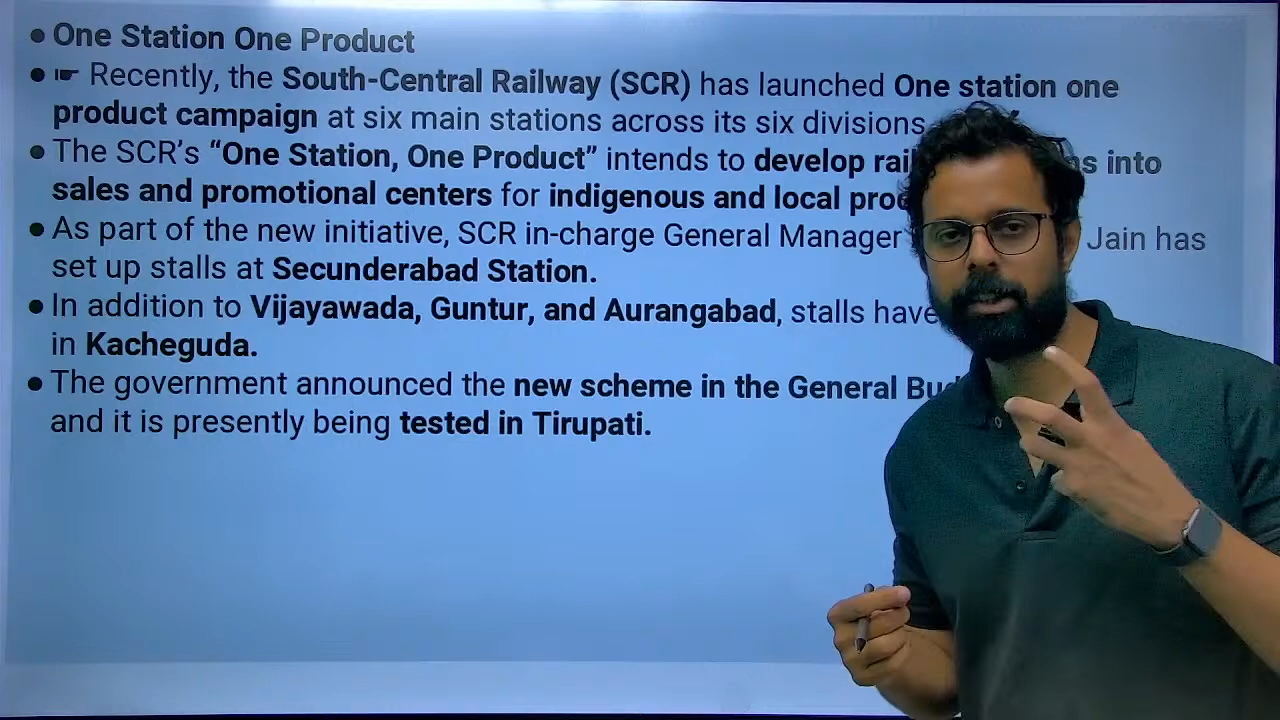 • One Station One Product
• ☛ Recently, the South-Central Railway (SCR) has launched One station one
product campaign at six main stations across its six divisions
• The SCR's “One Station, One Product” intends to develop into
sales and promotional centers for indigenous and local
• As part of the new initiative, SCR in-charge General Manager Jain has
set up stalls at Secunderabad Station.
• In addition to Vijayawada, Guntur, and Aurangabad, stalls have
in Kacheguda.
• The government announced the new scheme in the General
and it is presently being tested in Tirupati.